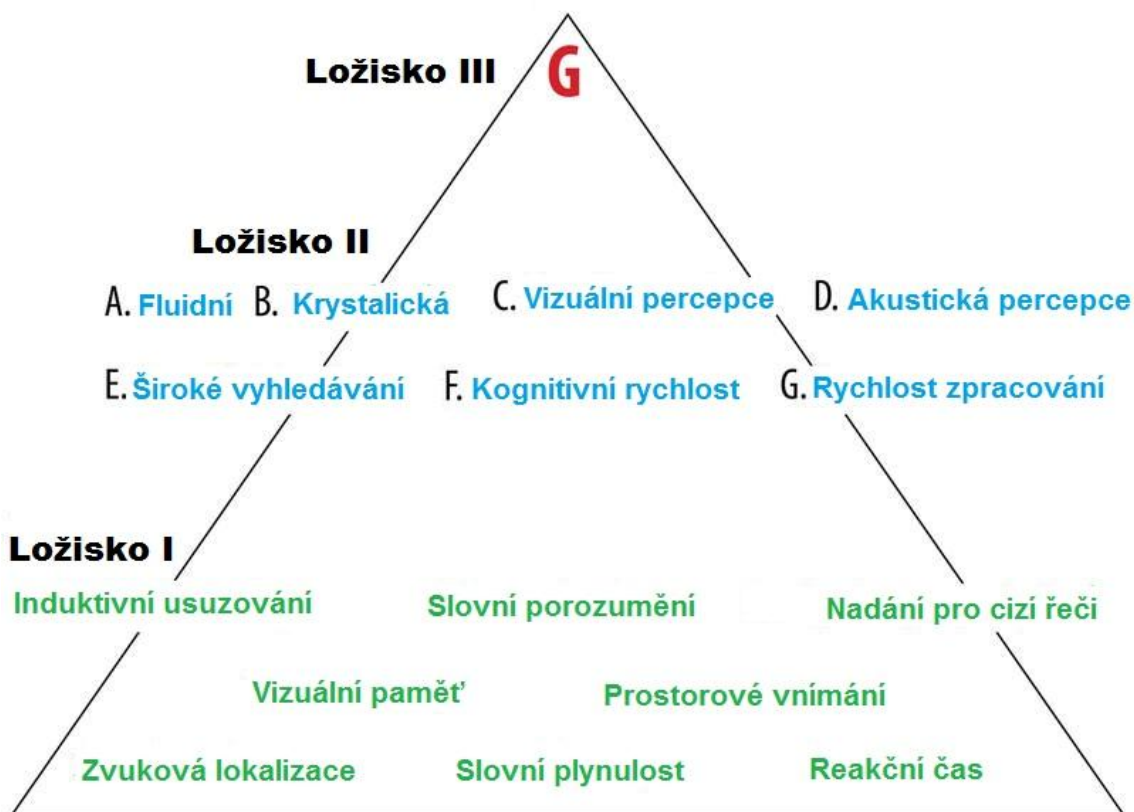 Ložisko III
G
Ložisko II
A. Fluidní B. Krystalická C. Vizuální percepce D. Akustická percepce
E. Široké vyhledávání F. Kognitivní rychlost G. Rychlost zpracování
Ložisko I
Induktivní usuzování Slovní porozumění Nadání pro cizí řeči
Vizuální paměť Prostorové vnímání
Zvuková lokalizace Slovní plynulost Reakční čas